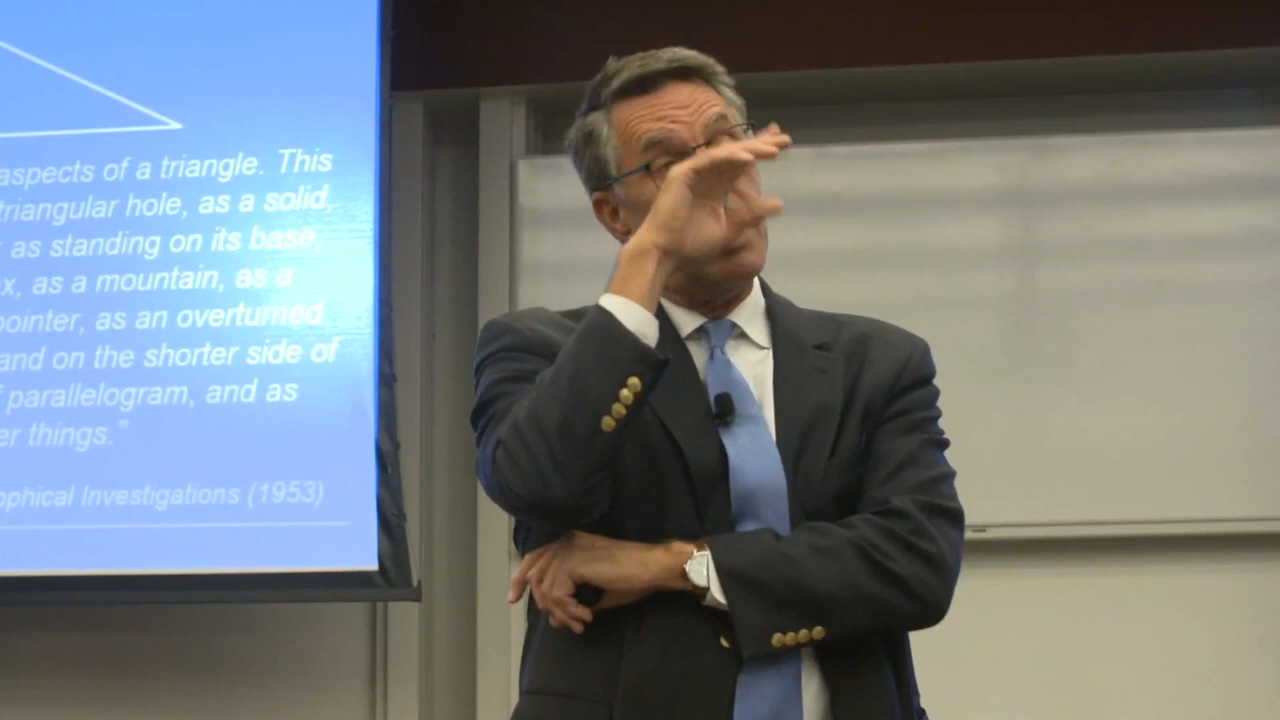 aspects of a triangle. This
triangular hole, as a solid,
as standing on its base,
x, as a mountain, as a
pointer, as an overturned
and on the shorter side of
f parallelogram, and as
er things.”
ophical Investigations (1953)